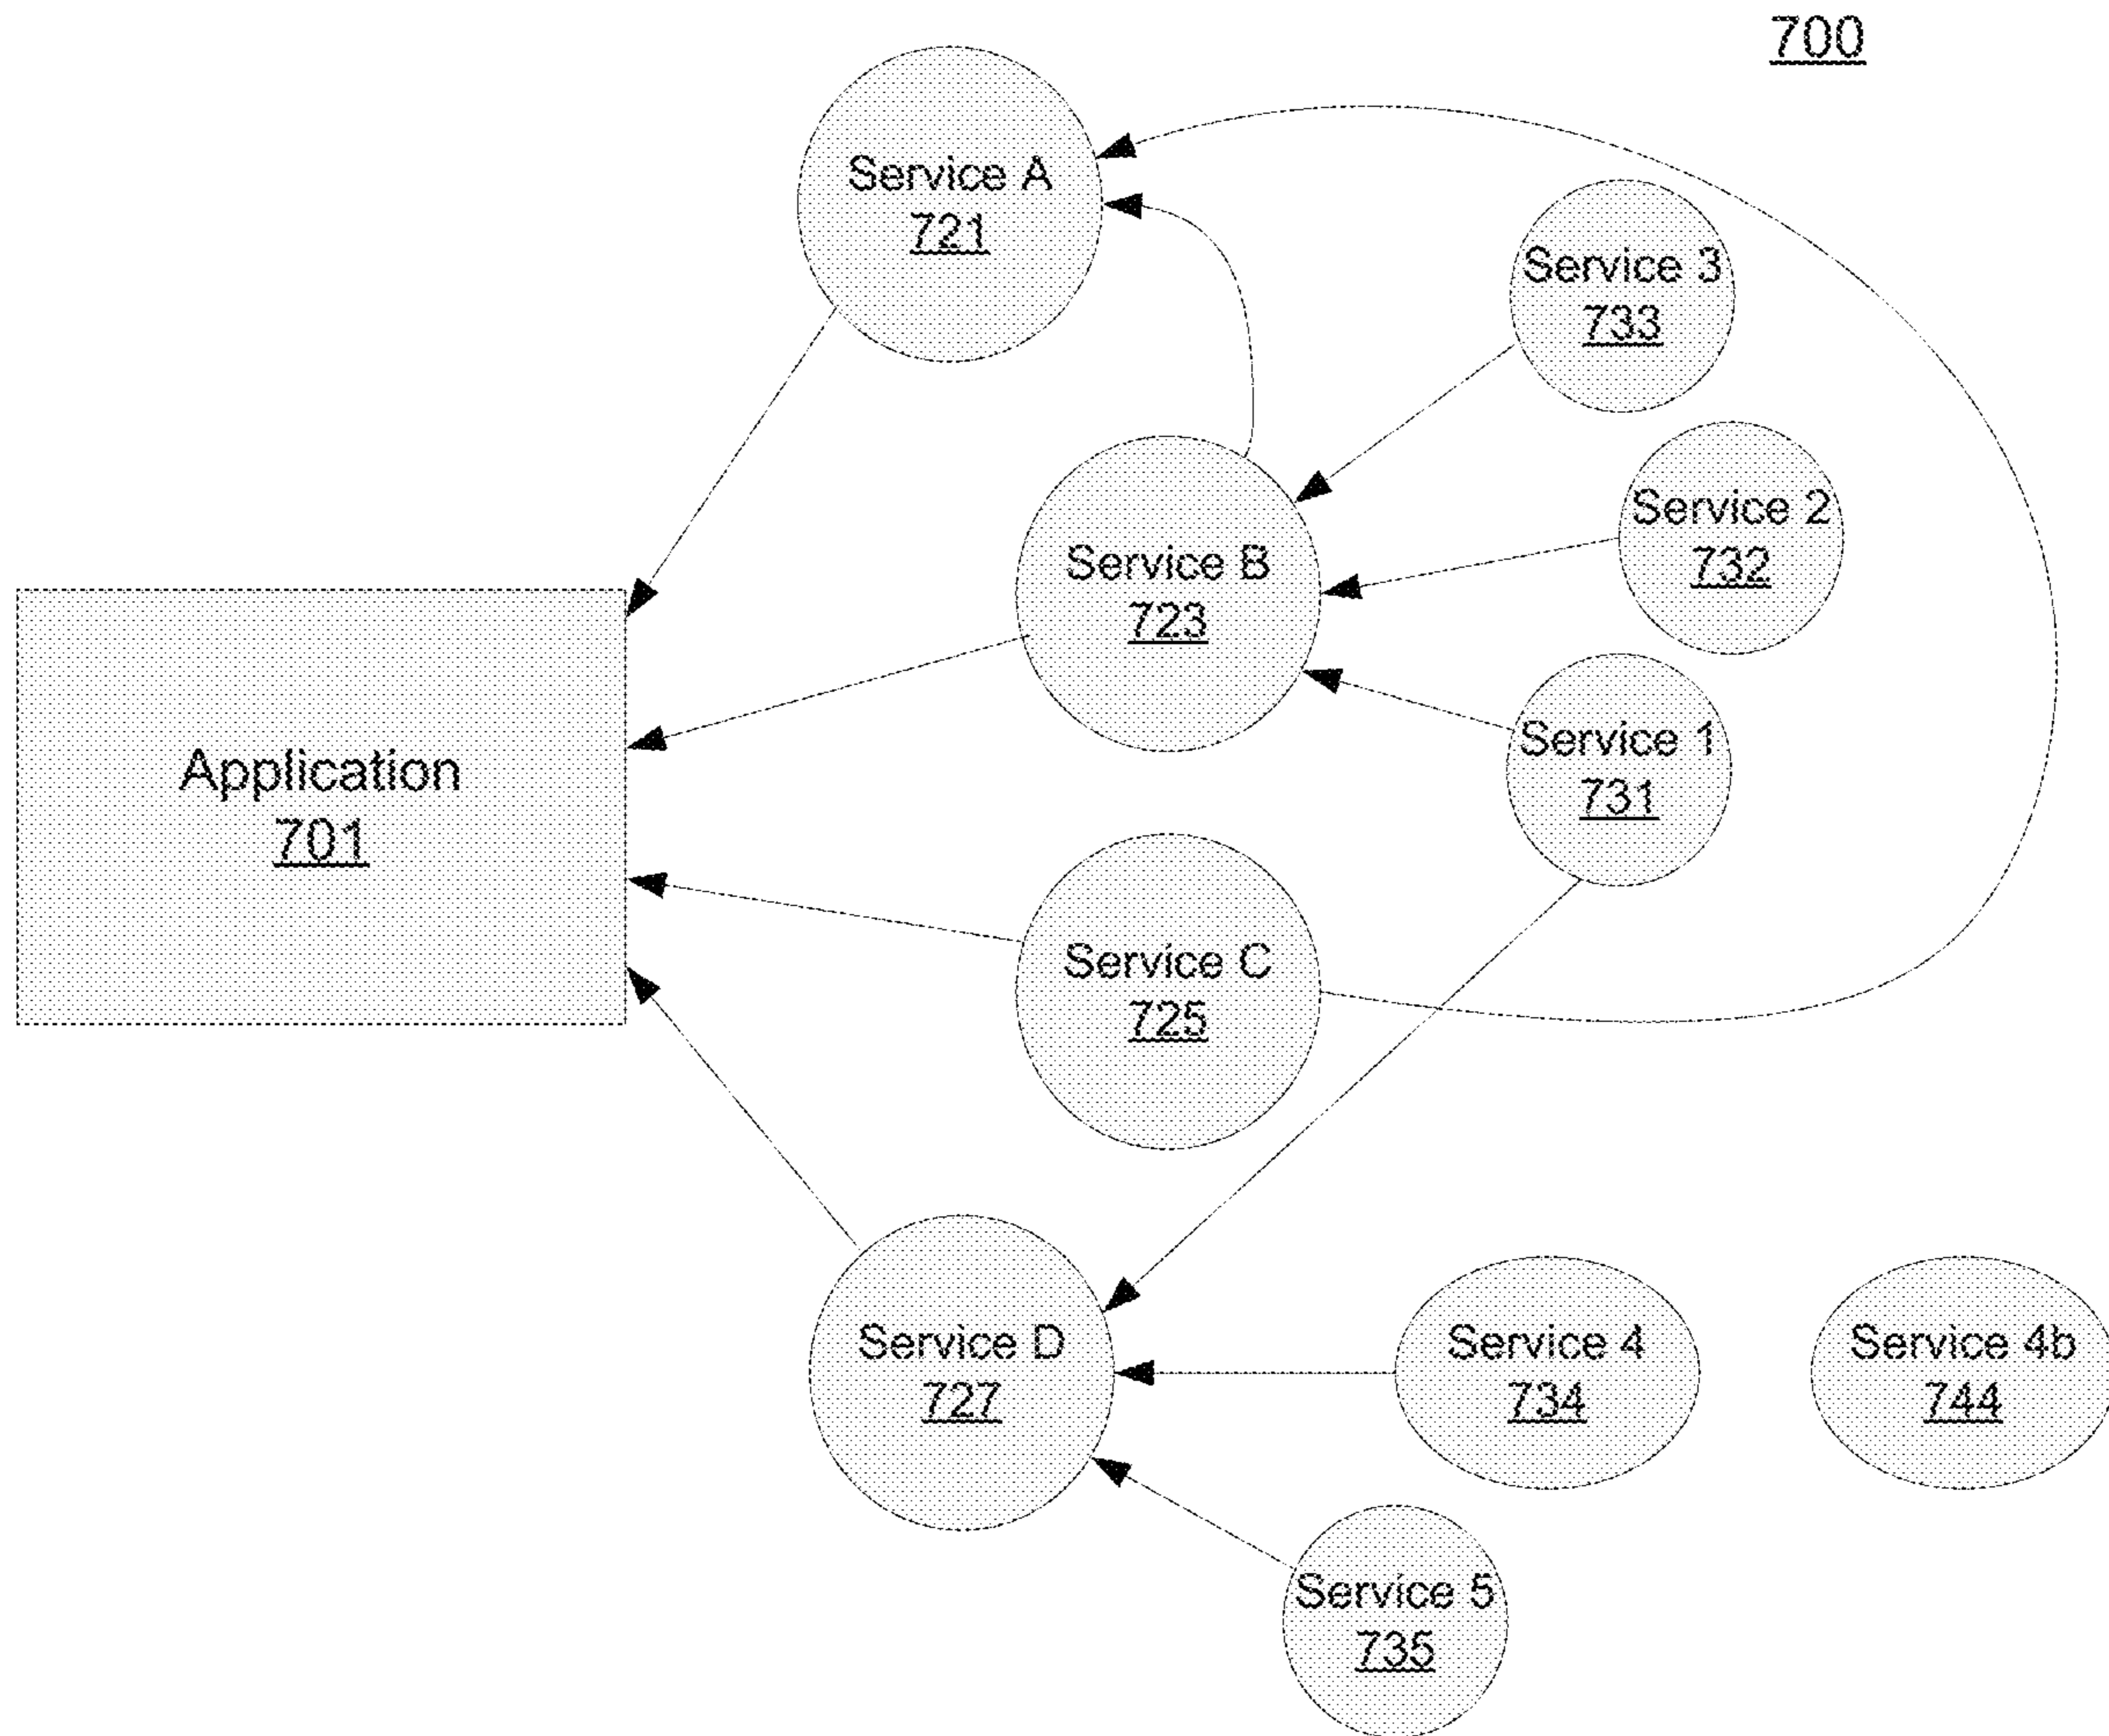 700
Service A
721
Service 3
733
Service 2
732
Service B
723
Service 1
731
Application
701
Service C
725
Service D
727
Service 4
734
Service 4b
744
Service 5
735